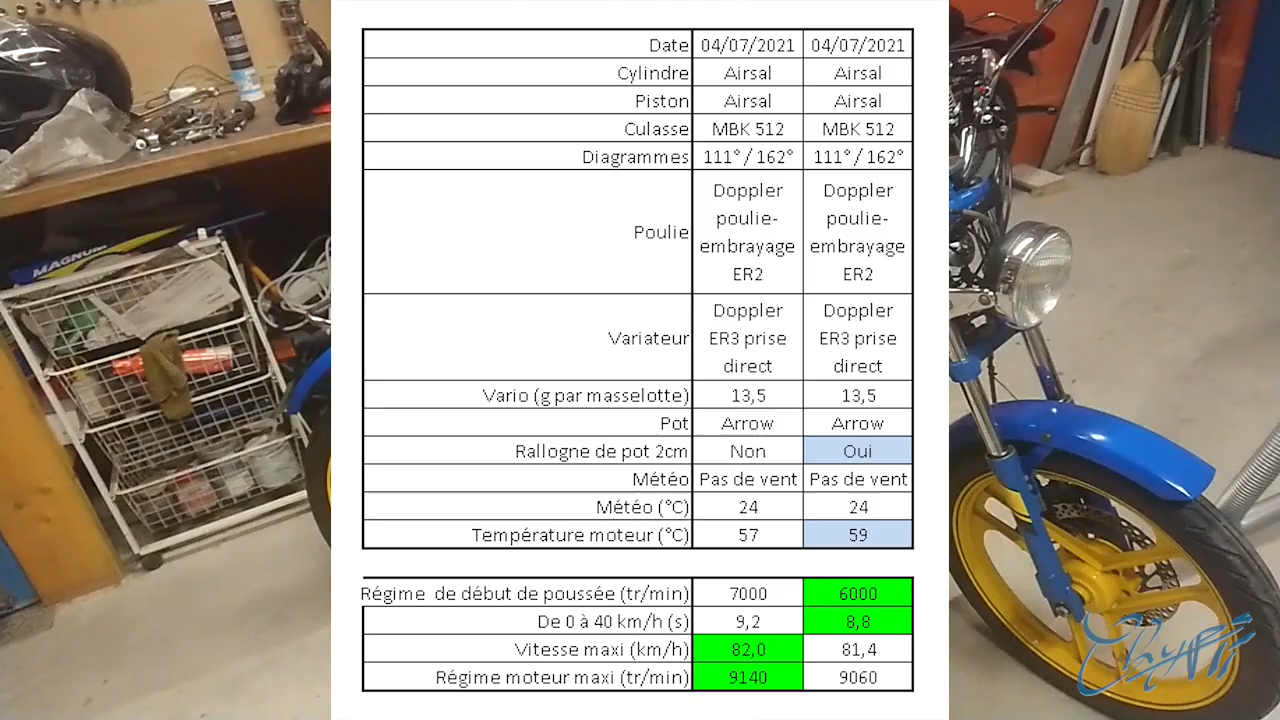 Date 04/07/2021 04/07/2021
Cylindre Airsal Airsal
Piston Airsal Airsal
Culasse MBK 512 MBK 512
Diagrammes 111° / 162° 111° / 162°
Poulie Doppler poulie-embrayage ER2 Doppler poulie-embrayage ER2
Variateur Doppler ER3 prise direct Doppler ER3 prise direct
Vario (g par masselotte) 13,5 13,5
Pot Arrow Arrow
Rallogne de pot 2cm Non Oui
Météo Pas de vent Pas de vent
Météo (°C) 24 24
Température moteur (°C) 57 59
Régime de début de poussée (tr/min) 7000 6000
De 0 à 40 km/h (s) 9,2 8,8
Vitesse maxi (km/h) 82,0 81,4
Régime moteur maxi (tr/min) 9140 9060
MAGNUM